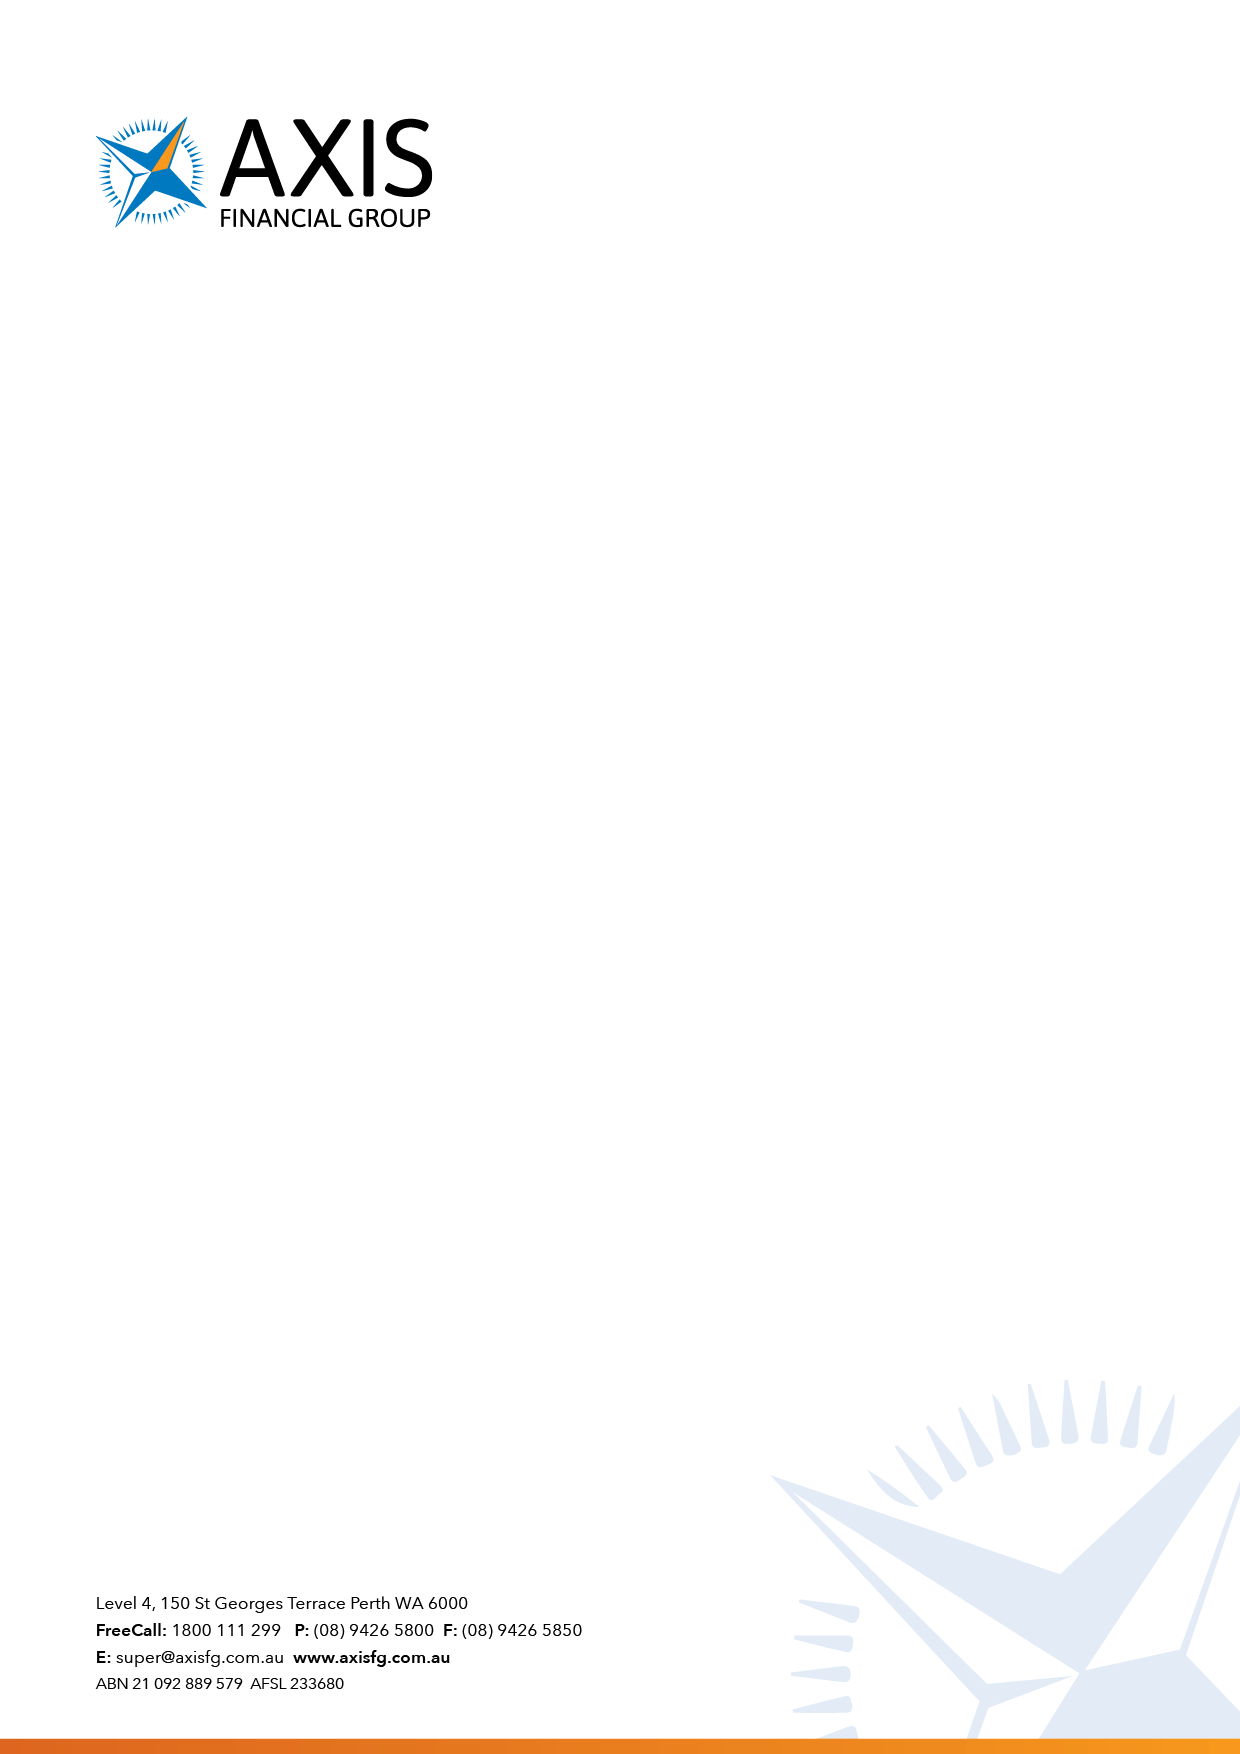 AXIS
FINANCIAL GROUP
Level 4, 150 St Georges Terrace Perth WA 6000
FreeCall: 1800 111 299 P: (08) 9426 5800 F: (08) 9426 5850
E: super@axisfg.com.au www.axisfg.com.au
ABN 21 092 889 579 AFSL 233680